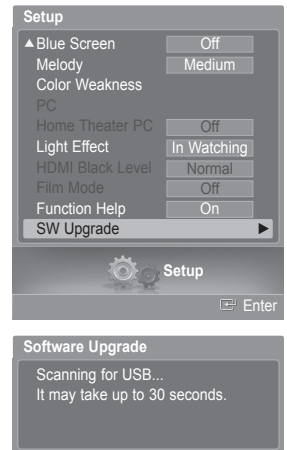 Setup
▲Blue Screen Off
Melody Medium
Color Weakness
PC
Home Theater PC Off
Light Effect In Watching
HDMI Black Level Normal
Film Mode Off
Function Help On
SW Upgrade ►
Setup
Enter
Software Upgrade
Scanning for USB...
It may take up to 30 seconds.